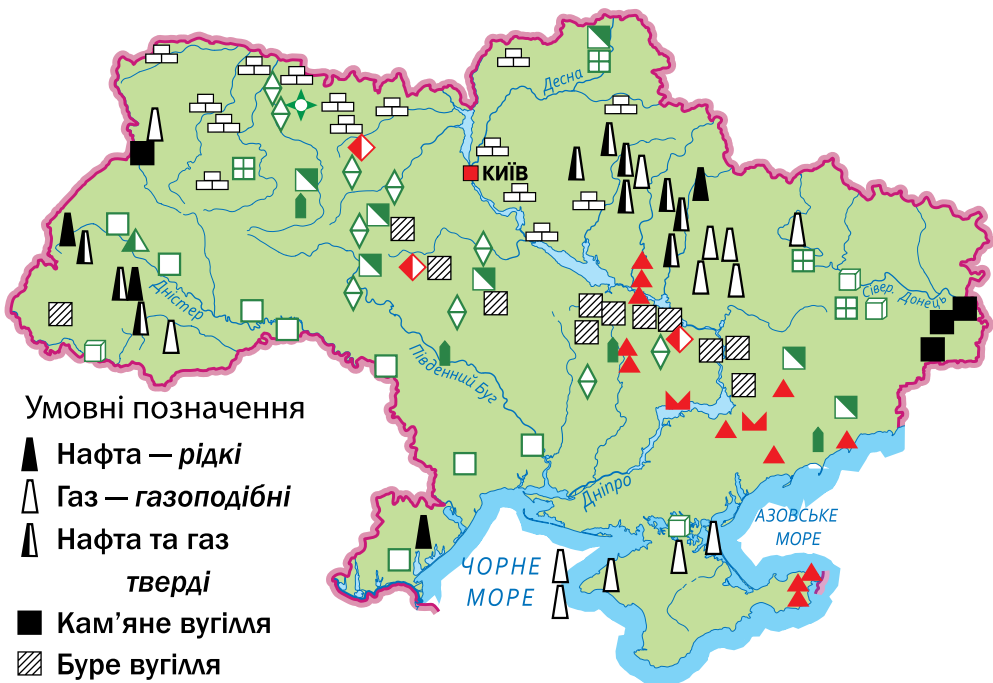 Десна
КИЇВ
Дністер
Сівер. Донець
Південний Буг
Умовні позначення
Нафта — рідкі
Газ — газоподібні
Нафта та газ
тверді
Кам’яне вугілля
Буре вугілля
Дніпро
АЗОВСЬКЕ
МОРЕ
ЧОРНЕ
МОРЕ